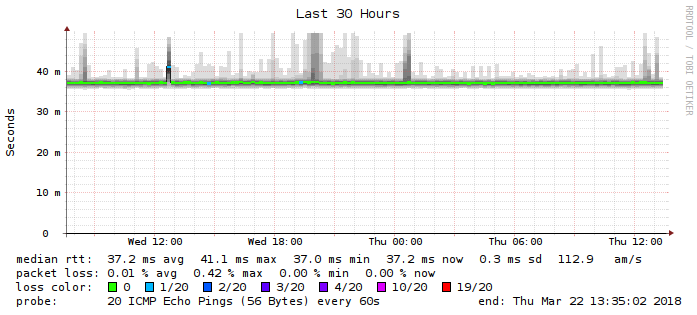 Last 30 Hours
RRDTOOL / TOBI OETIKER
Seconds
40 m
30 m
20 m
10 m
0
Wed 12:00 Wed 18:00 Thu 00:00 Thu 06:00 Thu 12:00
median rtt: 37.2 ms avg 41.1 ms max 37.0 ms min 37.2 ms now 0.3 ms sd 112.9 am/s
packet loss: 0.01 % avg 0.42 % max 0.00 % min 0.00 % now
loss color: 0 1/20 2/20 3/20 4/20 10/20 19/20
probe: 20 ICMP Echo Pings (56 Bytes) every 60s end: Thu Mar 22 13:35:02 2018